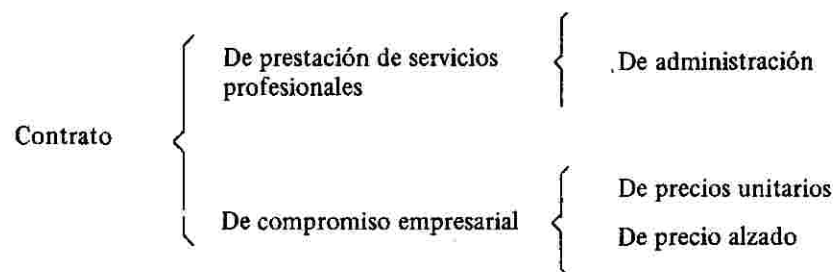 Contrato
De prestación de servicios
profesionales
De administración
De compromiso empresarial
De precios unitarios
De precio alzado